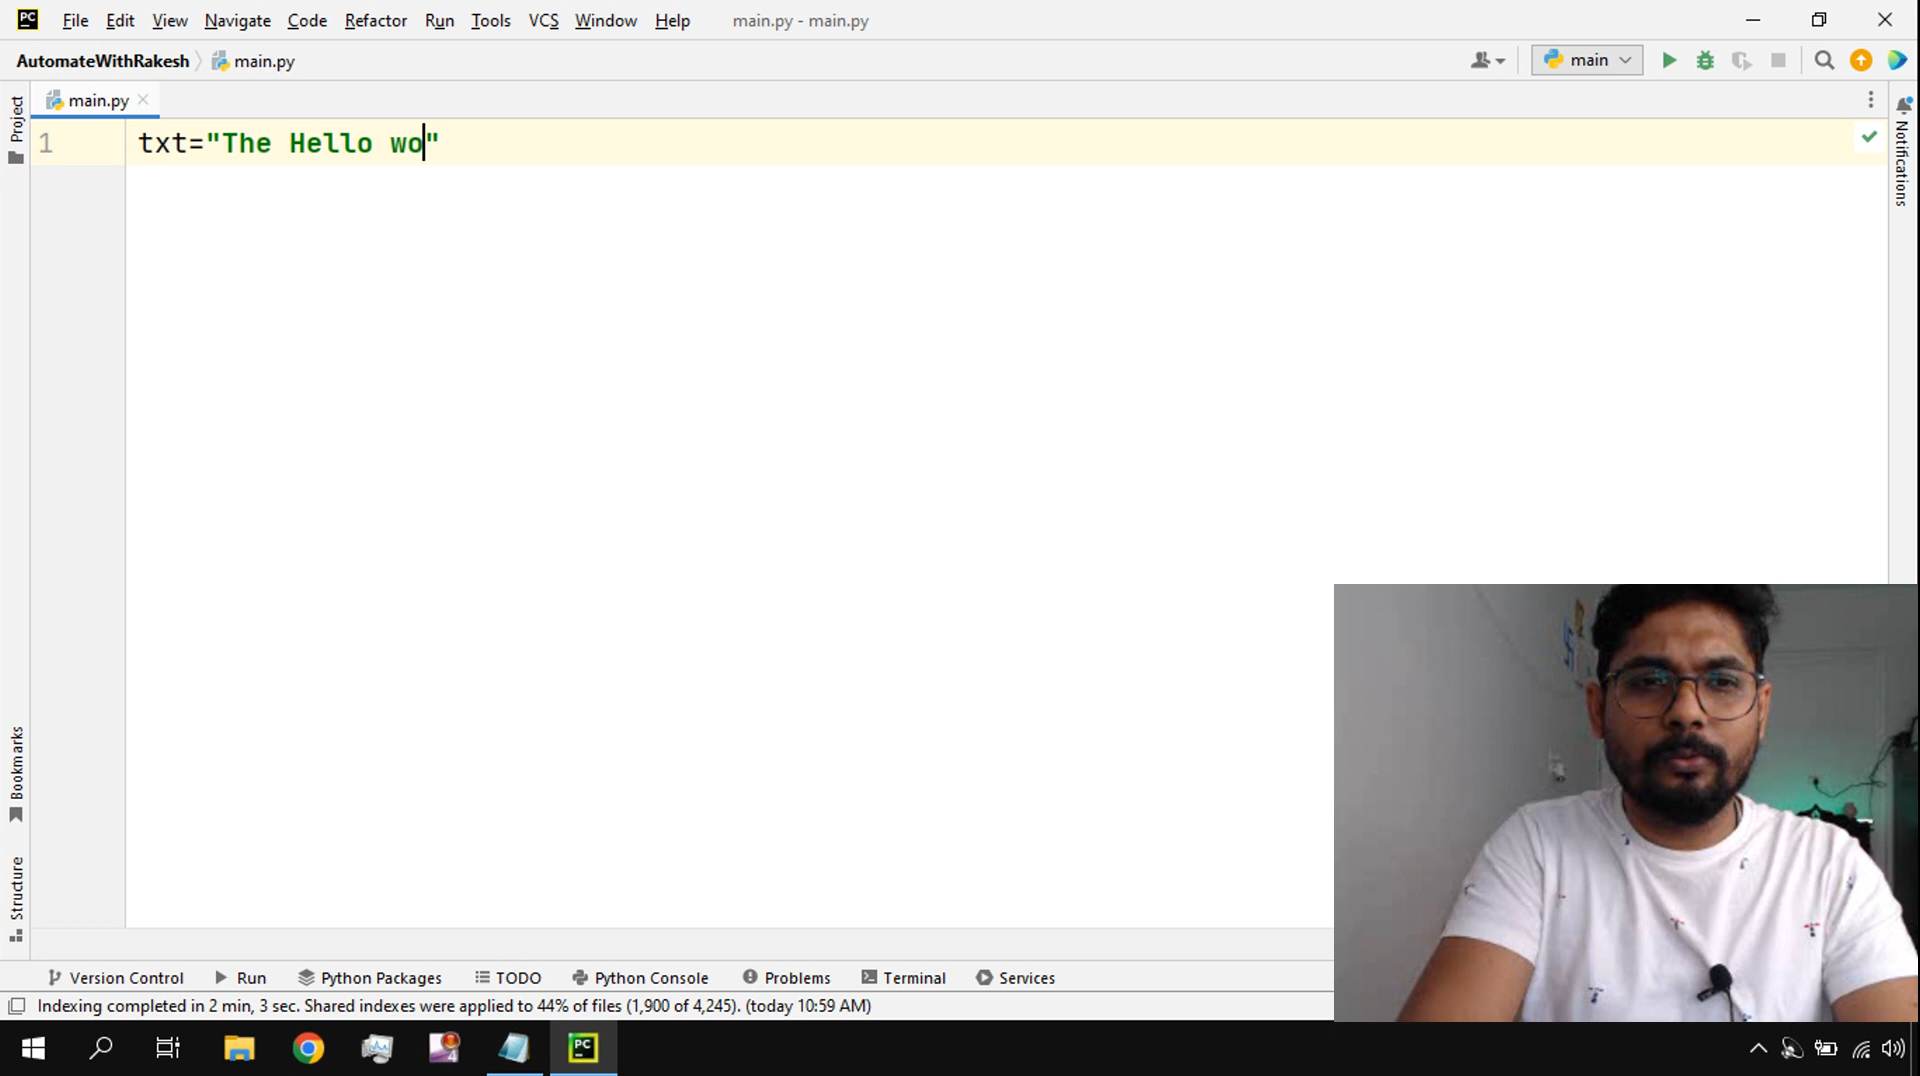 PC File Edit View Navigate Code Refactor Run Tools VCS Window Help main.py - main.py
AutomateWithRakesh main.py main
Project main.py
1 txt="The Hello wo"
Notifications
Bookmarks
Structure
Version Control Run Python Packages TODO Python Console Problems Terminal Services
Indexing completed in 2 min, 3 sec. Shared indexes were applied to 44% of files (1,900 of 4,245). (today 10:59 AM)
4 PC